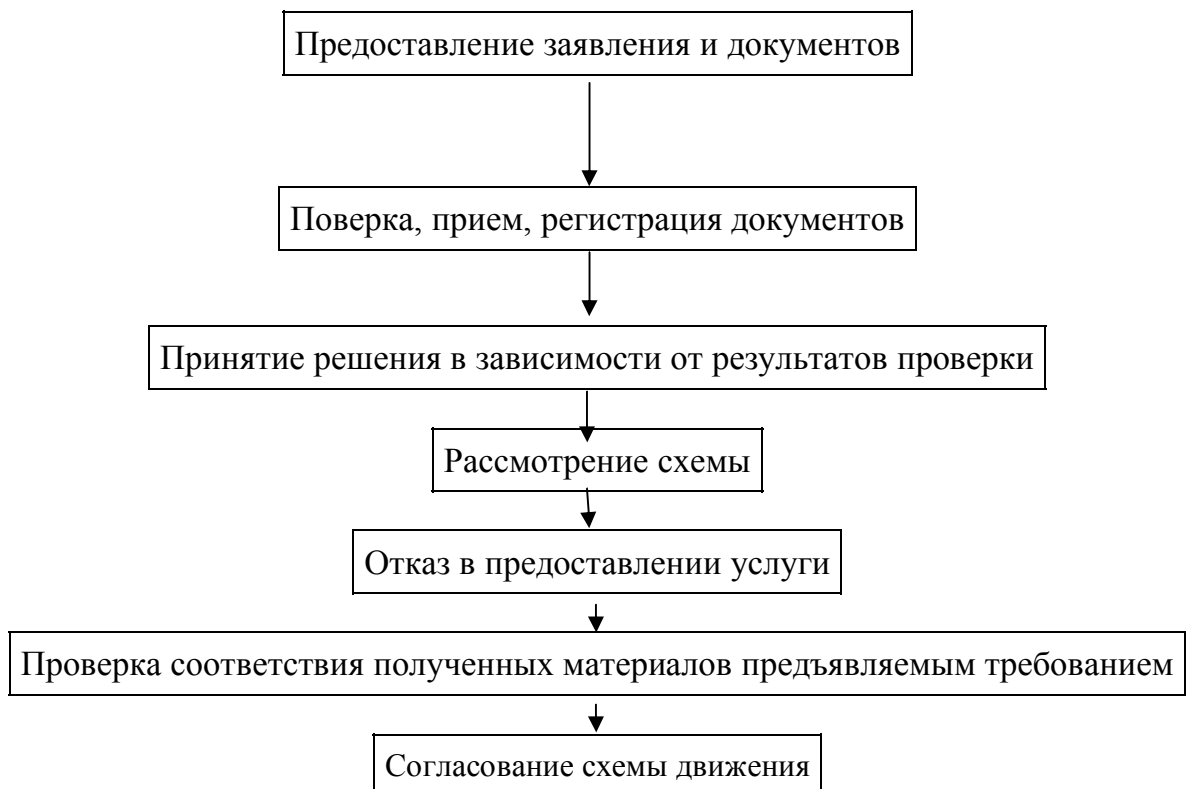 Предоставление заявления и документов
Поверка, прием, регистрация документов
Принятие решения в зависимости от результатов проверки
Рассмотрение схемы
Отказ в предоставлении услуги
Проверка соответствия полученных материалов предъявляемым требованием
Согласование схемы движения